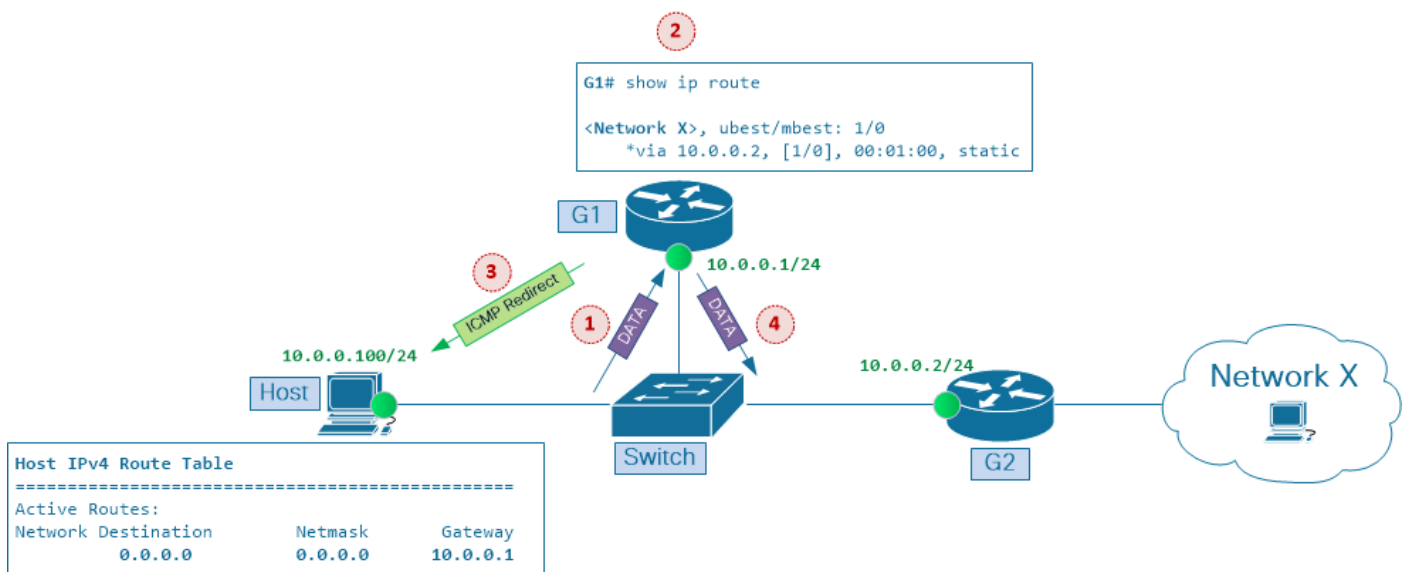 2
G1# show ip route
<Network X>, ubest/mbest: 1/0
*via 10.0.0.2, [1/0], 00:01:00, static
G1
10.0.0.1/24
3
ICMP Redirect
1
DATA
DATA
4
10.0.0.100/24
Host
10.0.0.2/24
Network X
Switch
G2
Host IPv4 Route Table
================================================
Active Routes:
Network Destination Netmask Gateway
0.0.0.0 0.0.0.0 10.0.0.1